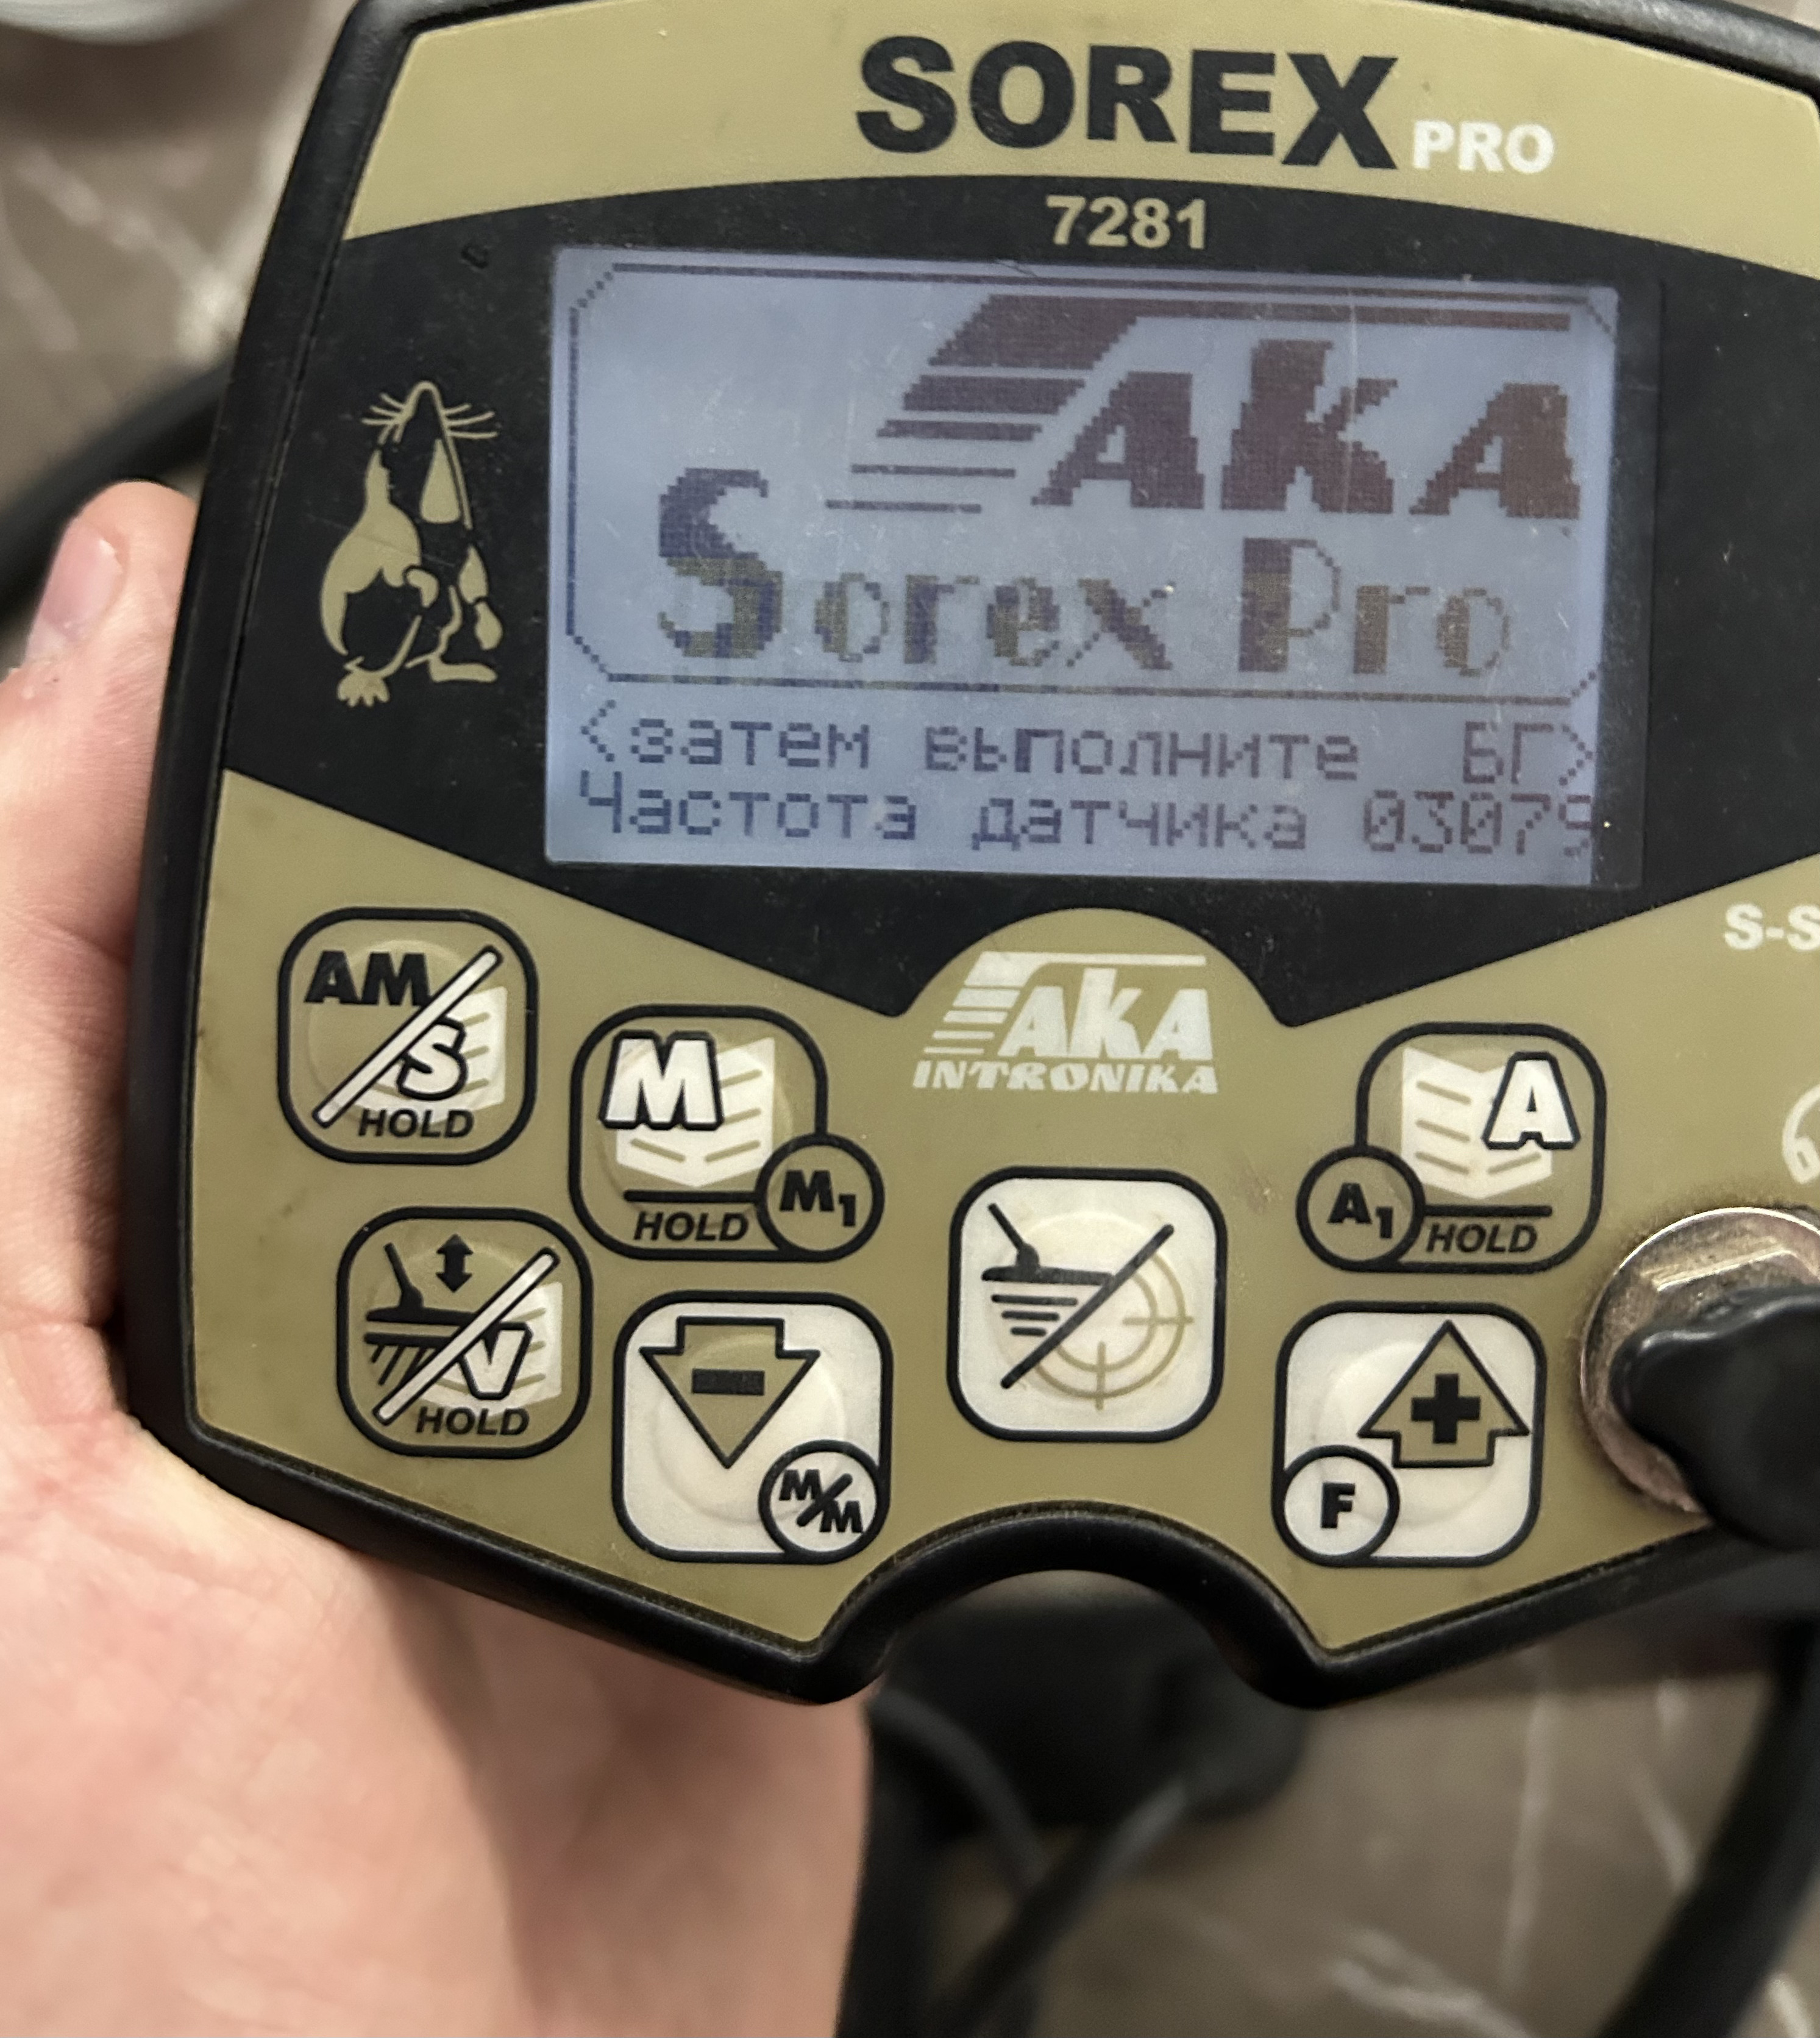 SOREX PRO
7281
AKA
Sorex Pro
<затем выполните БГ>
Частота датчика 03079
S-S
AM/S
HOLD
M
M1
HOLD
AKA
INTRONIKA
A
A1
HOLD
V
HOLD
-
M/M
+
F